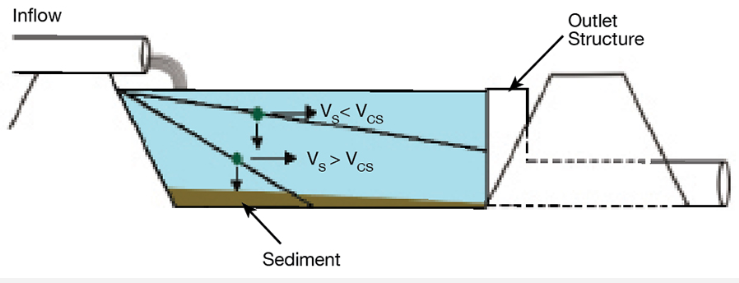 Inflow
Outlet
Structure
Vs< Vcs
Vs > Vcs
Sediment